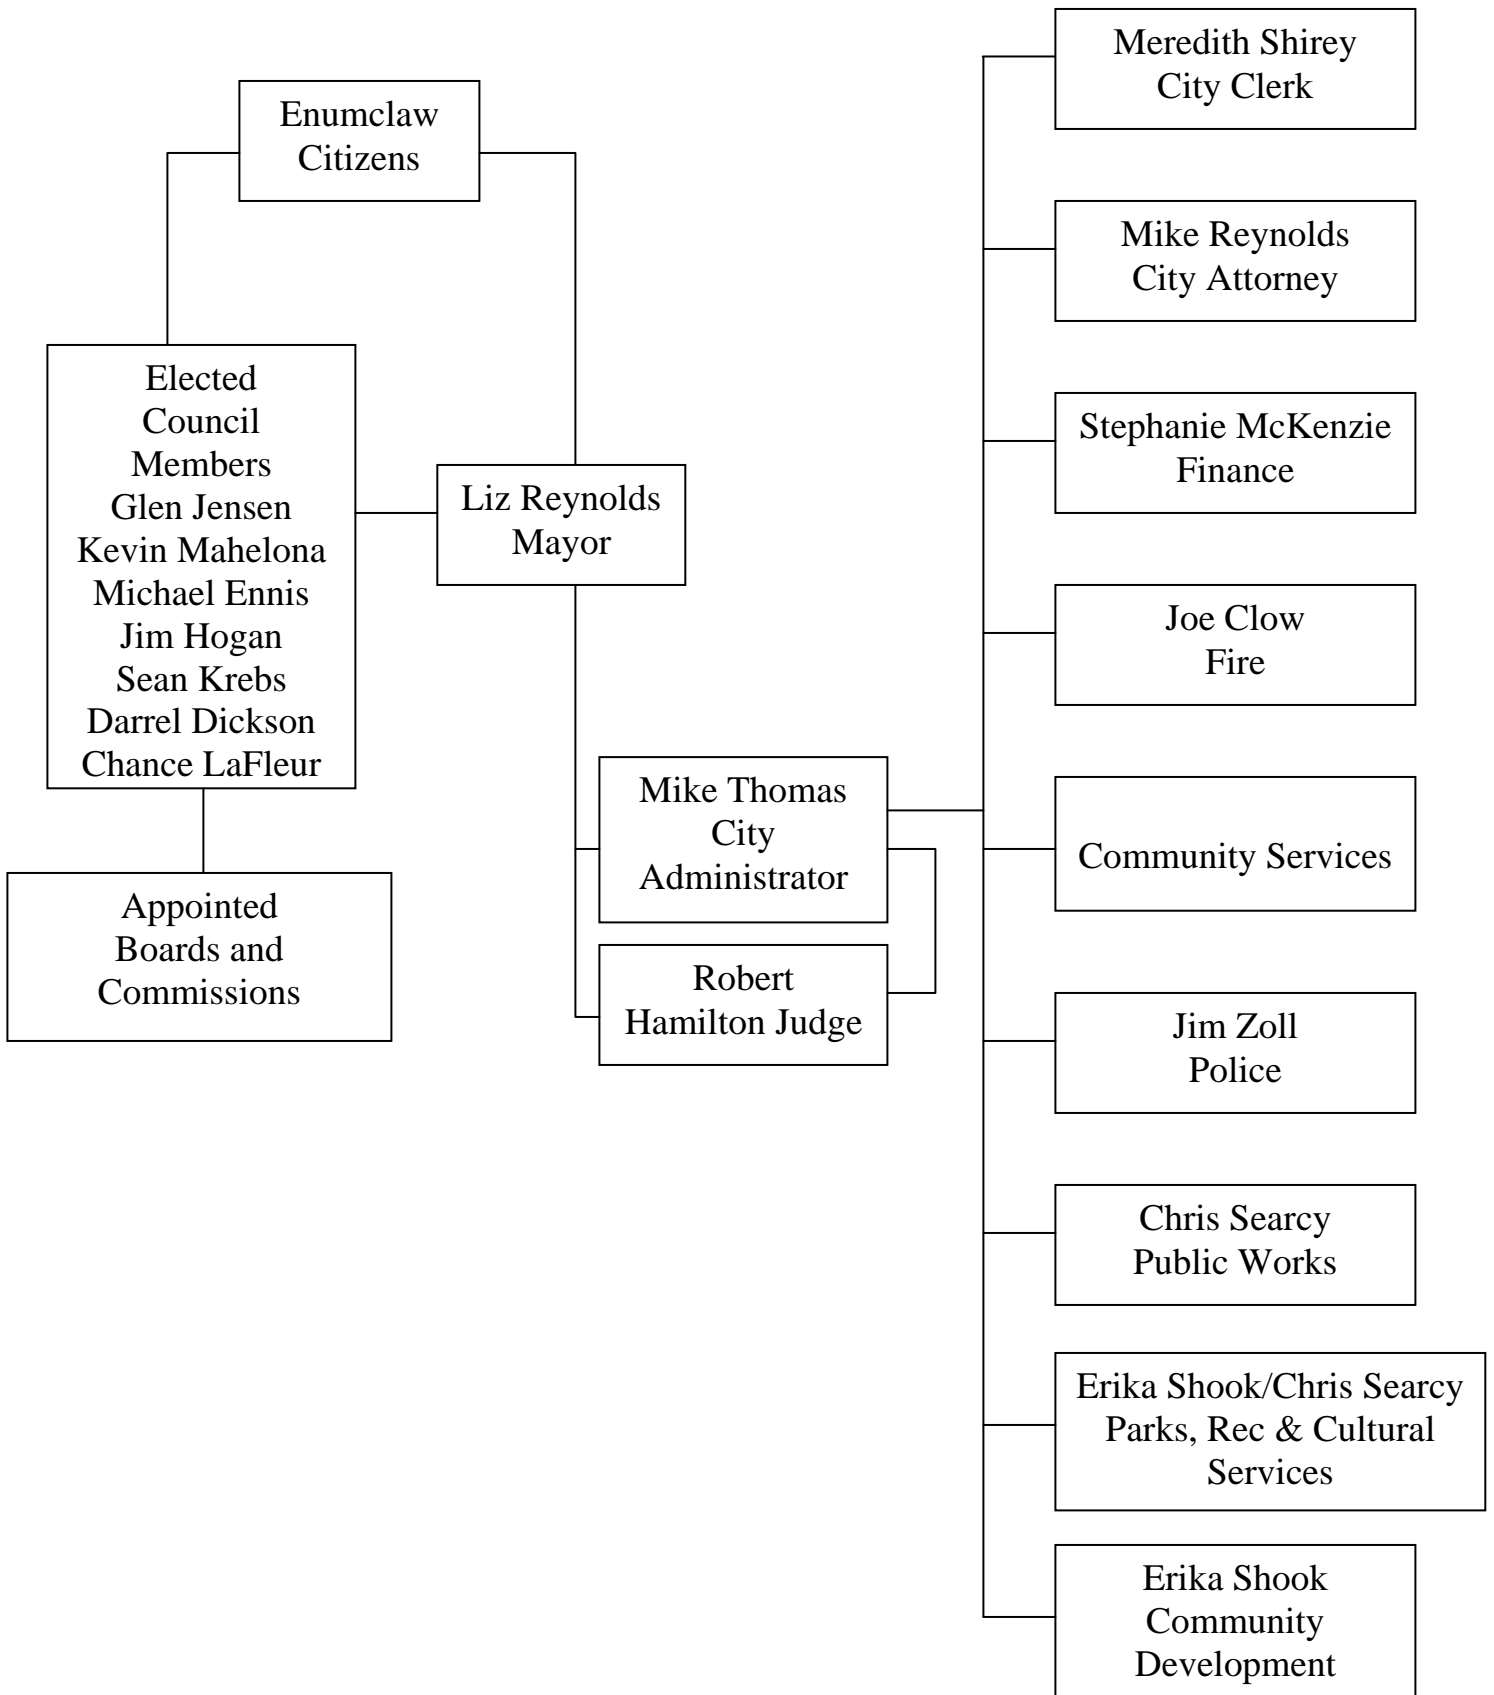 Enumclaw
Citizens
Elected
Council
Members
Glen Jensen
Kevin Mahelona
Michael Ennis
Jim Hogan
Sean Krebs
Darrel Dickson
Chance LaFleur
Appointed
Boards and
Commissions
Liz Reynolds
Mayor
Mike Thomas
City
Administrator
Robert
Hamilton Judge
Meredith Shirey
City Clerk
Mike Reynolds
City Attorney
Stephanie McKenzie
Finance
Joe Clow
Fire
Community Services
Jim Zoll
Police
Chris Searcy
Public Works
Erika Shook/Chris Searcy
Parks, Rec & Cultural
Services
Erika Shook
Community
Development